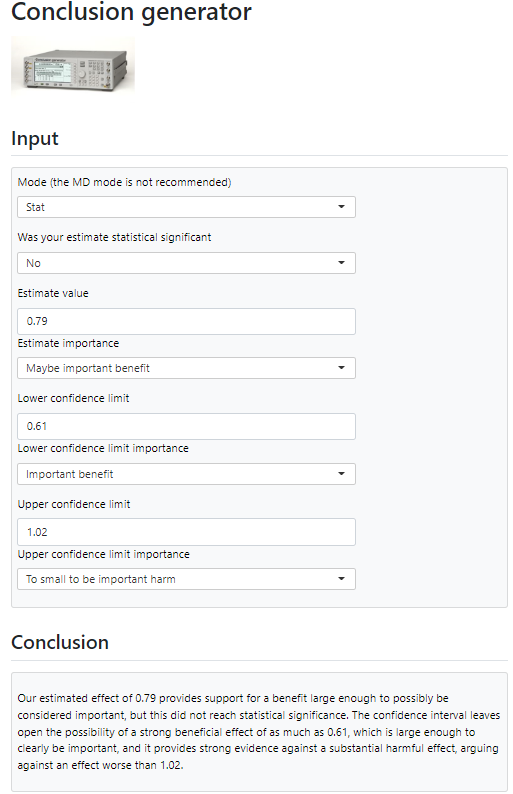 Conclusion generator
Input
Mode (the MD mode is not recommended)
Stat
Was your estimate statistical significant
No
Estimate value
0.79
Estimate importance
Maybe important benefit
Lower confidence limit
0.61
Lower confidence limit importance
Important benefit
Upper confidence limit
1.02
Upper confidence limit importance
To small to be important harm
Conclusion
Our estimated effect of 0.79 provides support for a benefit large enough to possibly be
considered important, but this did not reach statistical significance. The confidence interval leaves
open the possibility of a strong beneficial effect of as much as 0.61, which is large enough to
clearly be important, and it provides strong evidence against a substantial harmful effect, arguing
against an effect worse than 1.02.